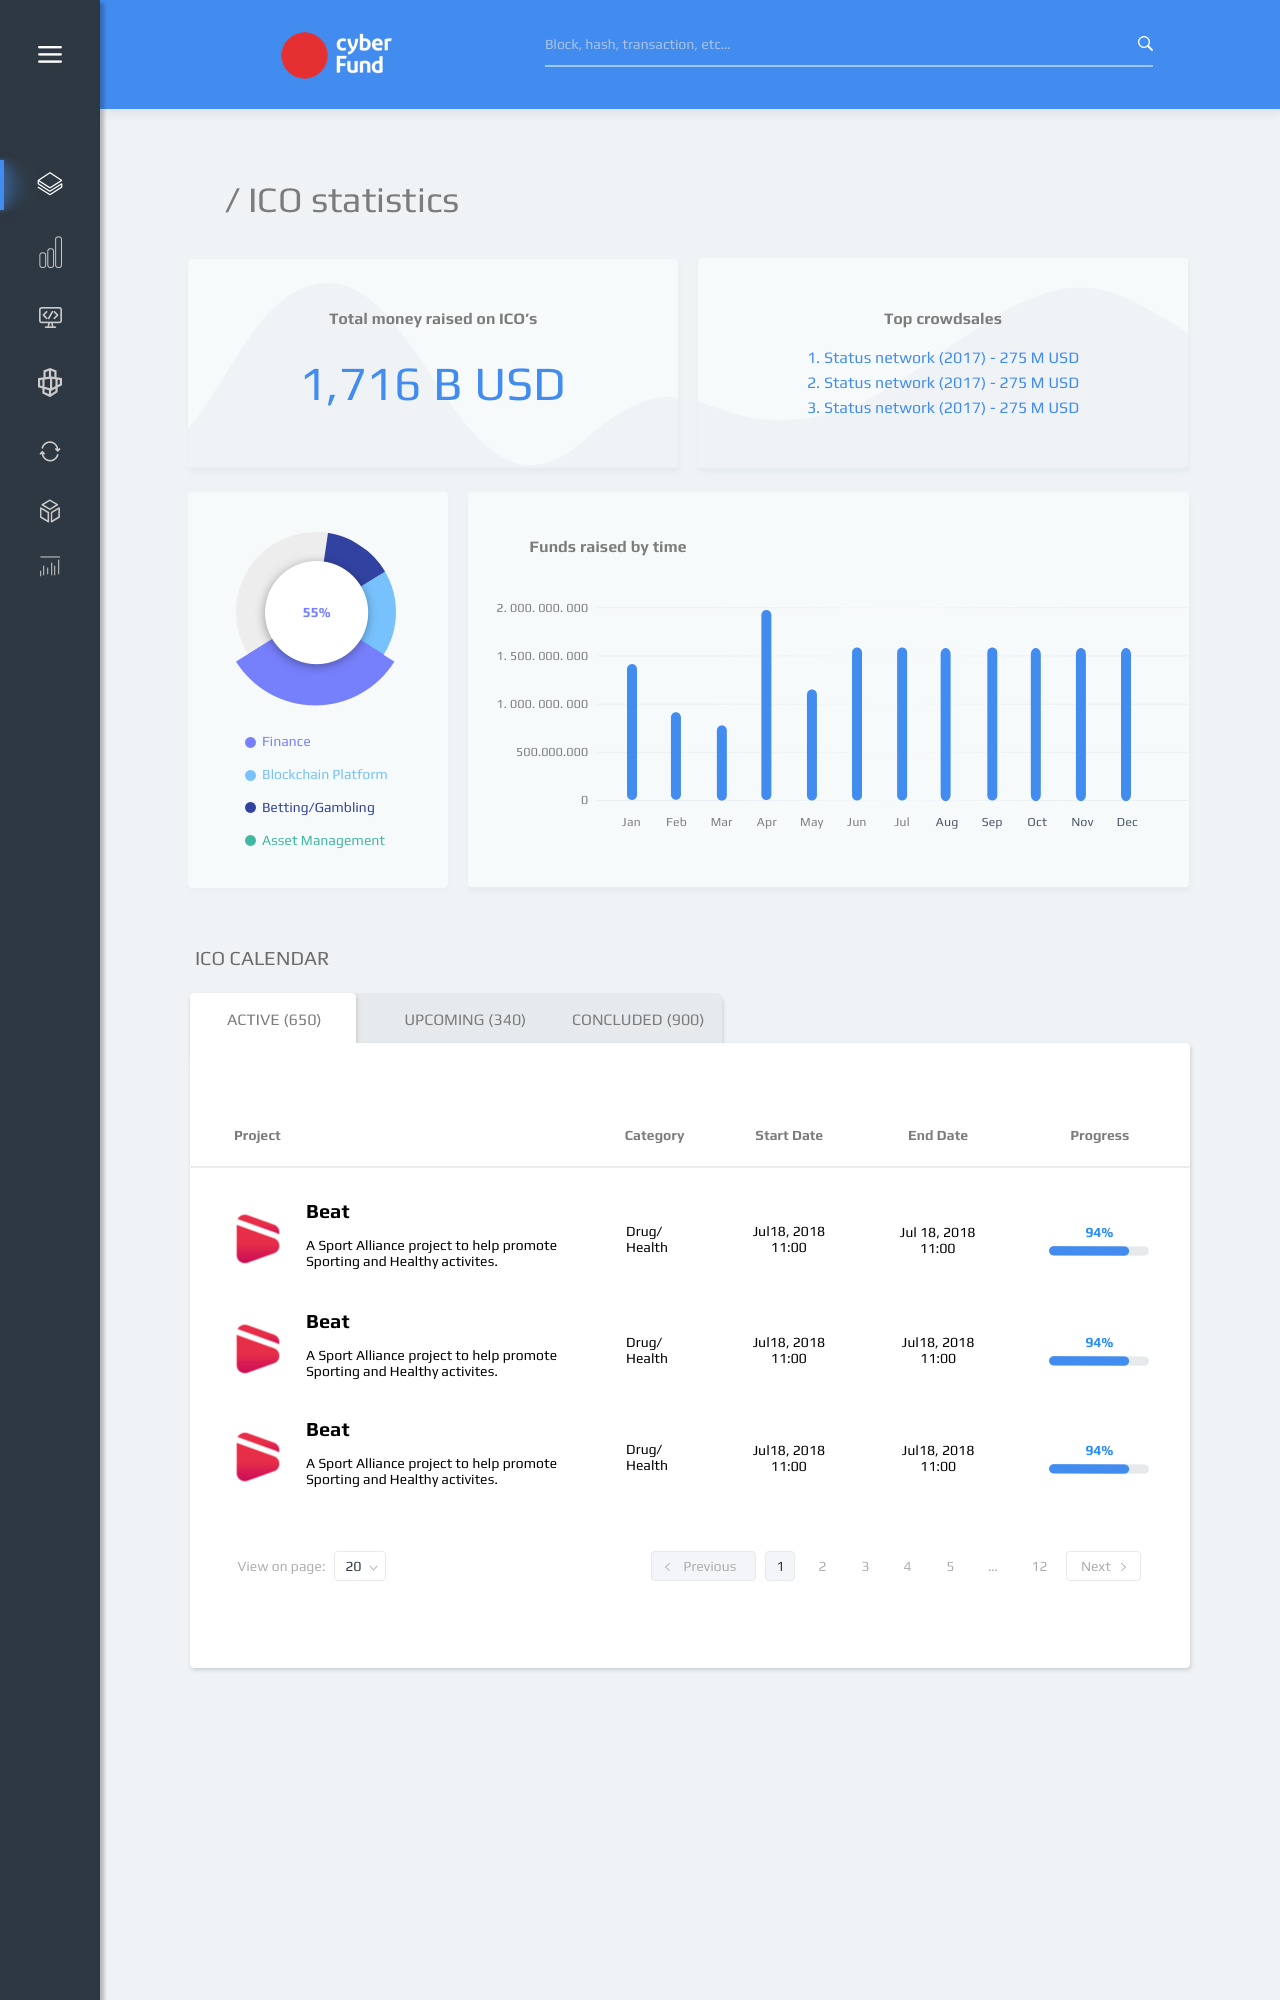 cyber
Fund
Block, hash, transaction, etc...
/ ICO statistics
Total money raised on ICO’s
1,716 B USD
Top crowdsales
1. Status network (2017) - 275 M USD
2. Status network (2017) - 275 M USD
3. Status network (2017) - 275 M USD
55%
Finance
Blockchain Platform
Betting/Gambling
Asset Management
Funds raised by time
2. 000. 000. 000
1. 500. 000. 000
1. 000. 000. 000
500.000.000
0
Jan Feb Mar Apr May Jun Jul Aug Sep Oct Nov Dec
ICO CALENDAR
ACTIVE (650) UPCOMING (340) CONCLUDED (900)
Project Category Start Date End Date Progress
Beat
A Sport Alliance project to help promote
Sporting and Healthy activites.
Drug/
Health
Jul18, 2018
11:00
Jul 18, 2018
11:00
94%
Beat
A Sport Alliance project to help promote
Sporting and Healthy activites.
Drug/
Health
Jul18, 2018
11:00
Jul18, 2018
11:00
94%
Beat
A Sport Alliance project to help promote
Sporting and Healthy activites.
Drug/
Health
Jul18, 2018
11:00
Jul18, 2018
11:00
94%
View on page: 20 Previous 1 2 3 4 5 ... 12 Next